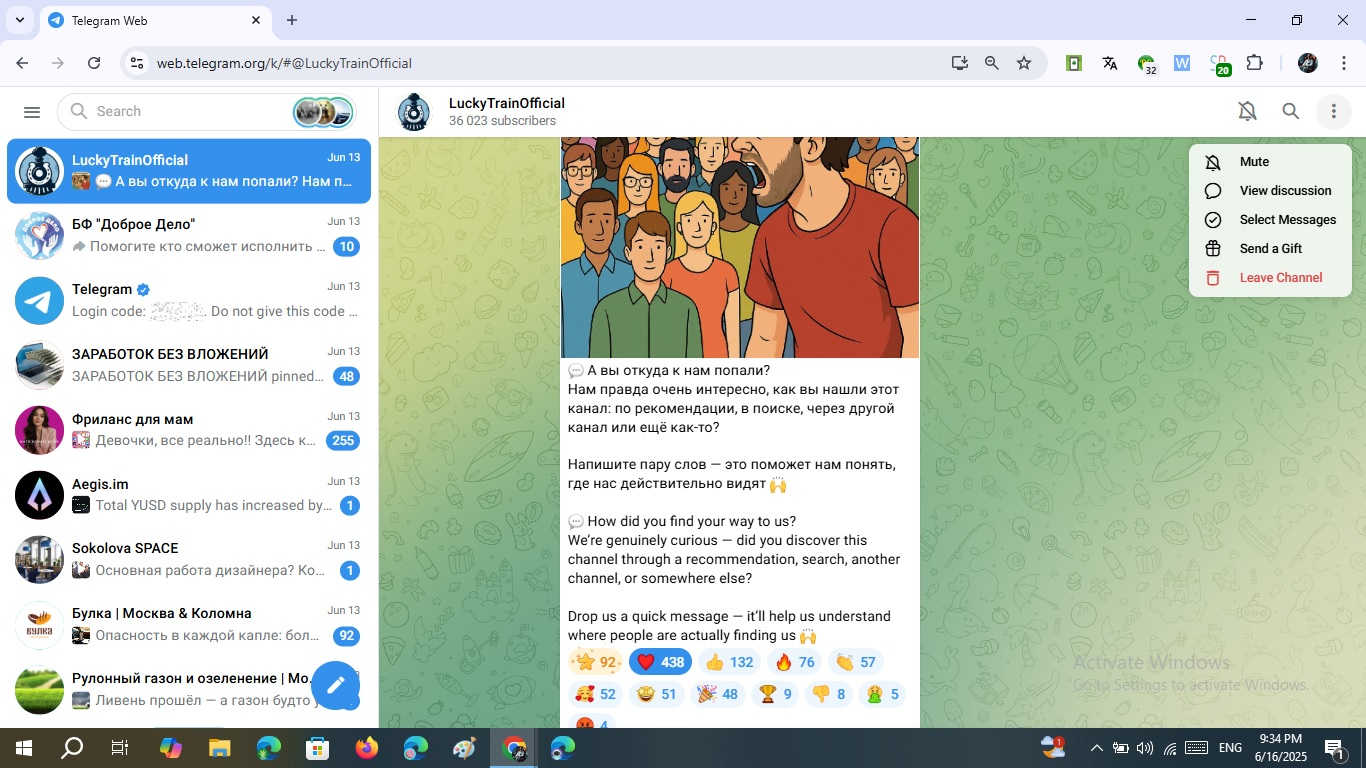 Telegram Web
web.telegram.org/k/#@LuckyTrainOfficial
32
20
Search
LuckyTrainOfficial
36 023 subscribers
LuckyTrainOfficial Jun 13
А вы откуда к нам попали? Нам п...
БФ "Доброе Дело" Jun 13
Помогите кто сможет исполнить ... 10
Telegram Jun 13
Login code: Do not give this code ...
ЗАРАБОТОК БЕЗ ВЛОЖЕНИЙ Jun 13
ЗАРАБОТОК БЕЗ ВЛОЖЕНИЙ pinned... 48
Фриланс для мам Jun 13
Девочки, все реально!! Здесь к... 255
Aegis.im Jun 13
Total YUSD supply has increased by... 1
Sokolova SPACE Jun 13
Основная работа дизайнера? Ко... 1
Булка | Москва & Коломна Jun 13
Опасность в каждой капле: бол... 92
БУЛКА
Рулонный газон и озеленение | Мо...
Ливень прошёл — а газон будто
Mute
View discussion
Select Messages
Send a Gift
Leave Channel
А вы откуда к нам попали?
Нам правда очень интересно, как вы нашли этот
канал: по рекомендации, в поиске, через другой
канал или ещё как-то?
Напишите пару слов — это поможет нам понять,
где нас действительно видят 🙌
How did you find your way to us?
We're genuinely curious — did you discover this
channel through a recommendation, search, another
channel, or somewhere else?
Drop us a quick message — it'll help us understand
where people are actually finding us 🙌
92 438 132 76 57
52 51 48 9 8 5
4
Activate Windows
Go to Settings to activate Windows.
ENG
9:34 PM
6/16/2025
1